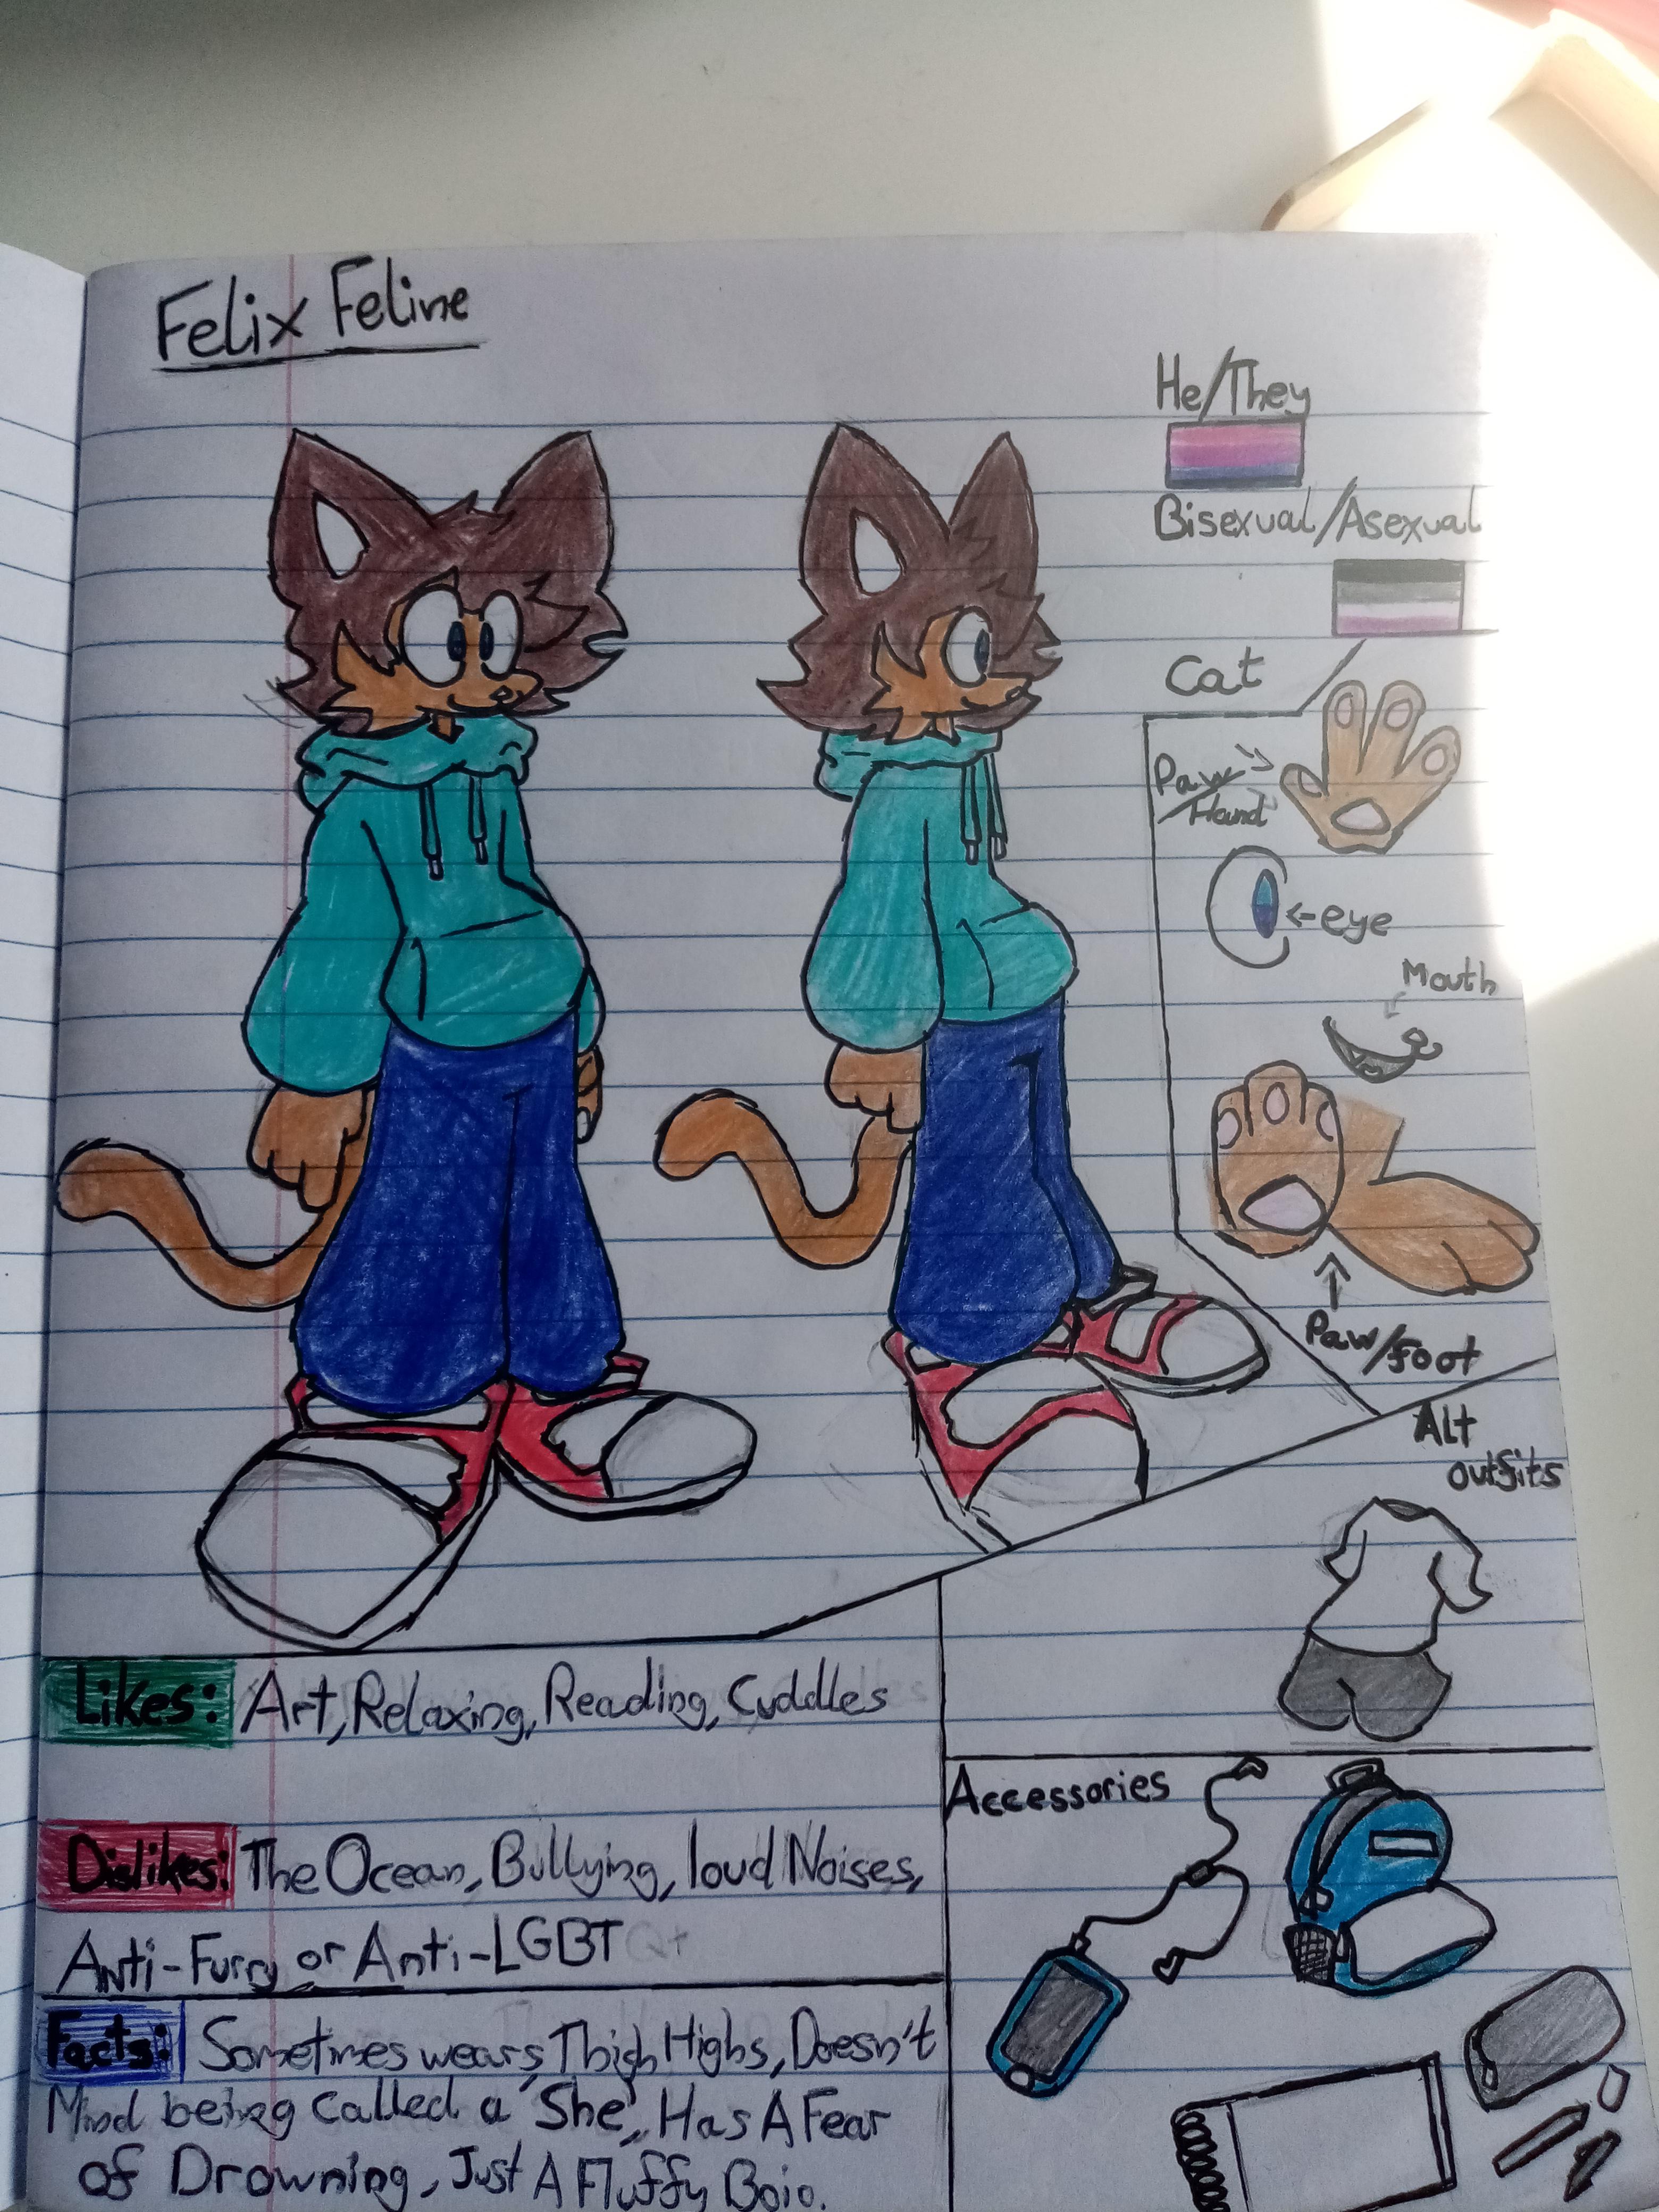 Felix Feline
He/They
Bisexual/Asexual
Cat
Paw/
Hand
eye
Mouth
Paw/foot
Alt
outfits
Likes: Art, Relaxing, Reading, Cuddles
Dislikes: The Ocean, Bullying, loud Noises,
Anti-Furry or Anti-LGBTQ+
Facts: Sometimes wears Thigh Highs, Doesn't
Mind being called a 'She', Has A Fear
of Drowning, Just A Fluffy Boio.
Accessories